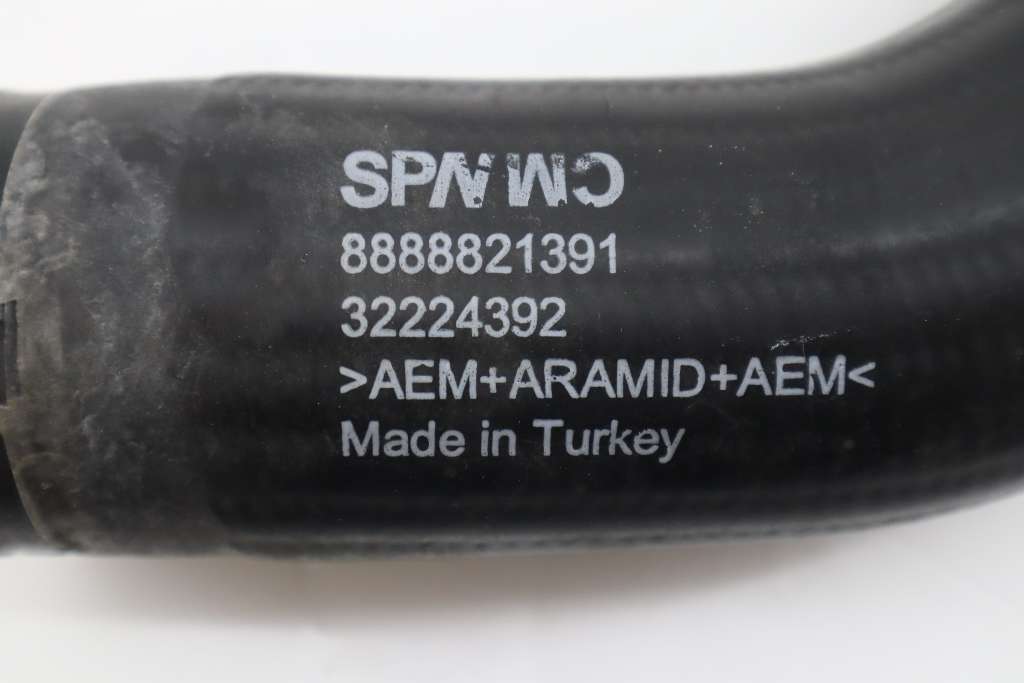 8888821391
32224392
>AEM+ARAMID+AEM<
Made in Turkey